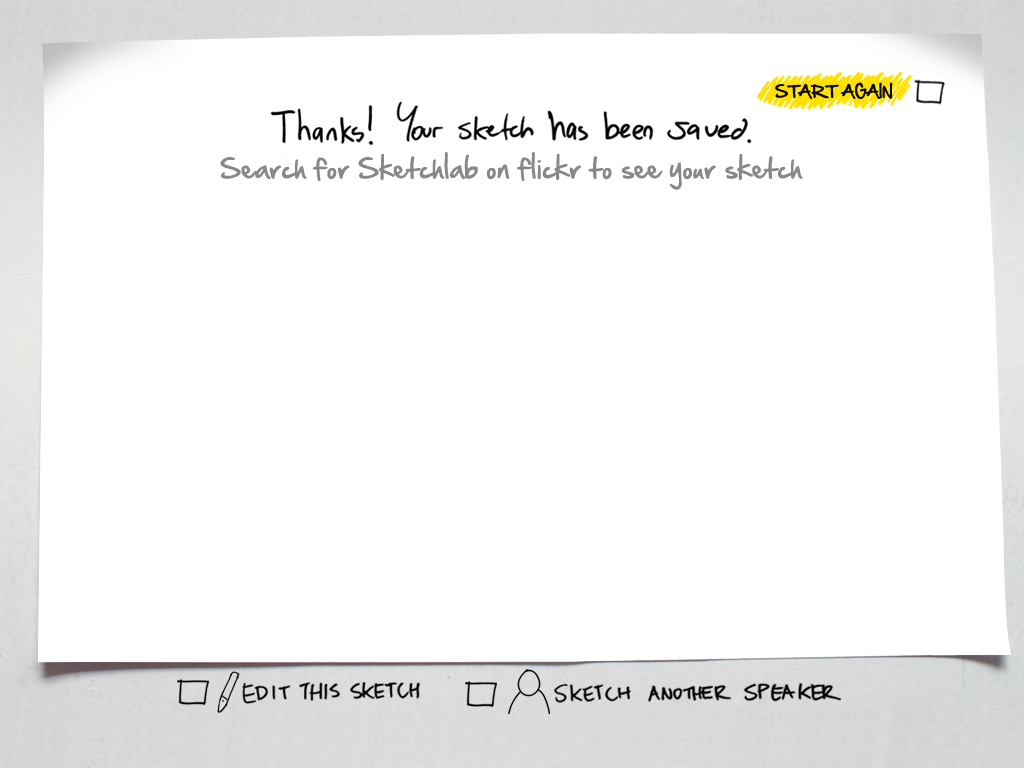 START AGAIN
Thanks! Your sketch has been saved.
Search for Sketchlab on flickr to see your sketch
EDIT THIS SKETCH
SKETCH ANOTHER SPEAKER